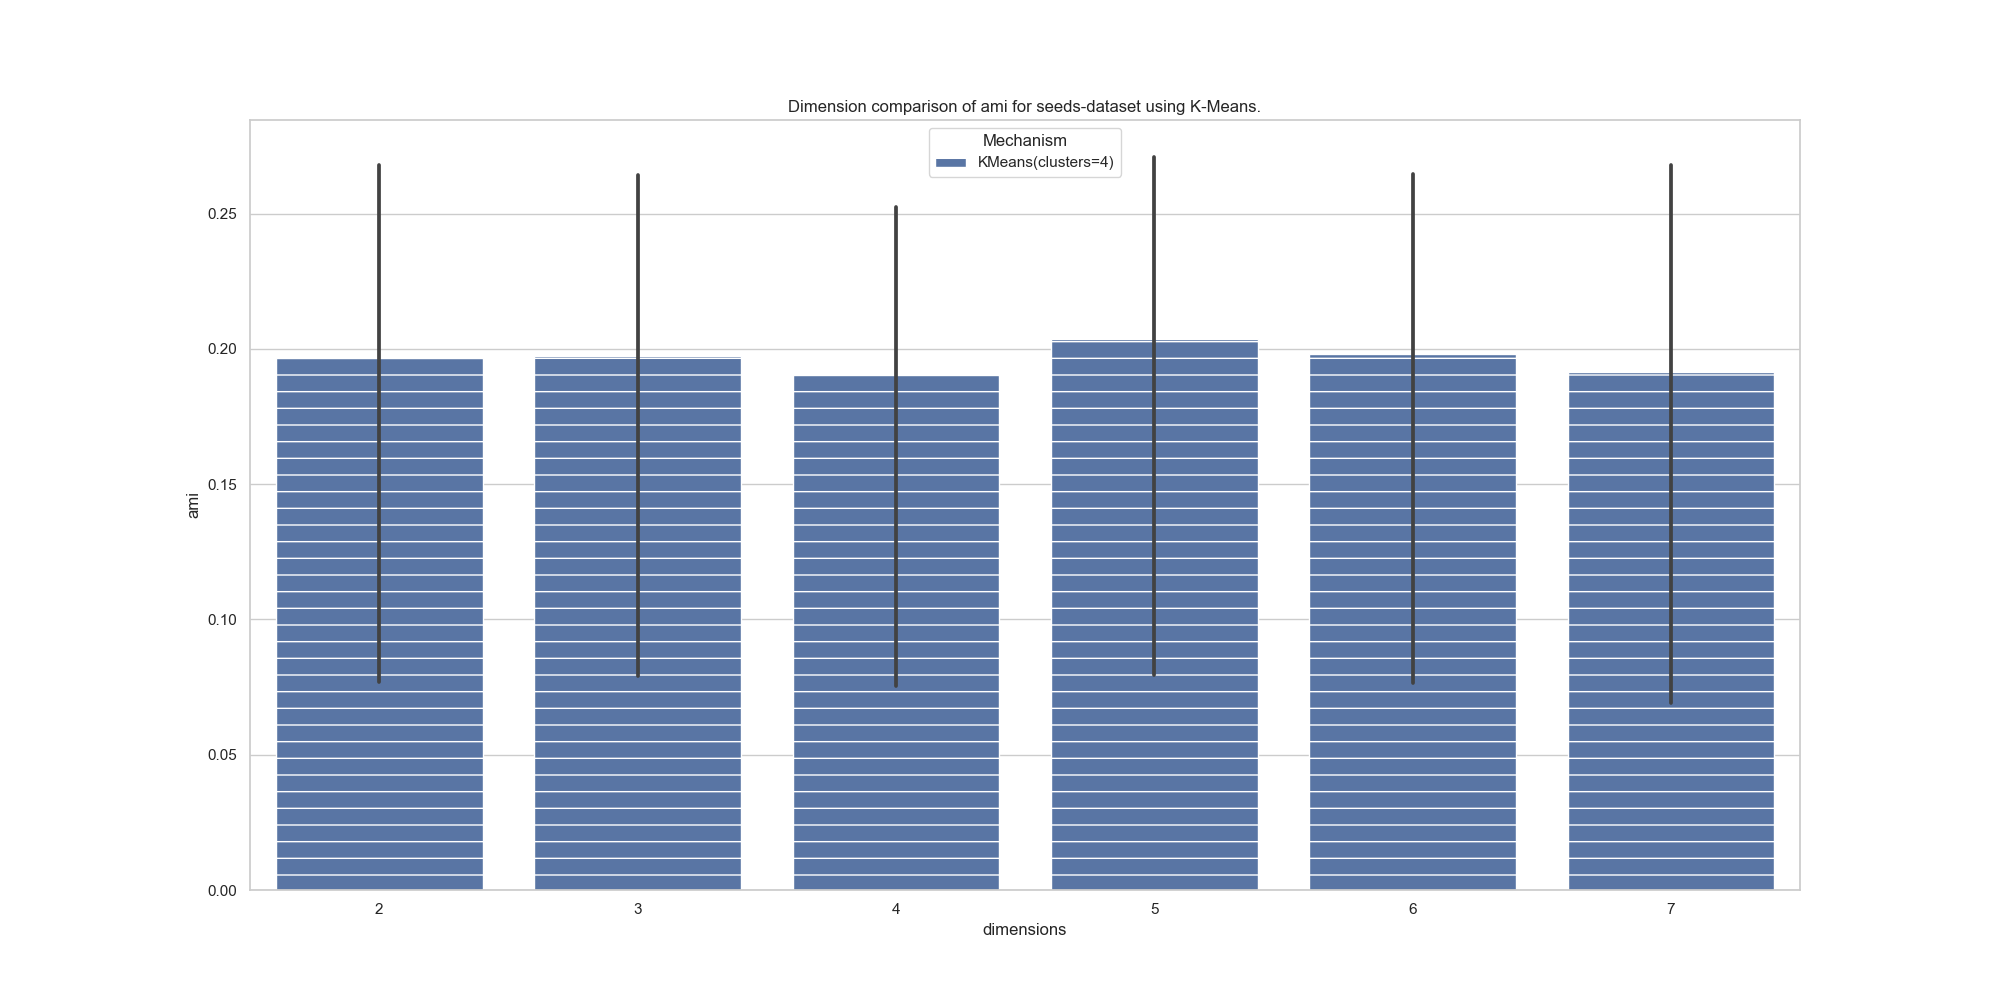 Dimension comparison of ami for seeds-dataset using K-Means.
Mechanism
KMeans(clusters=4)
0.25
0.20
0.15
0.10
0.05
0.00
ami
2 3 4 5 6 7
dimensions